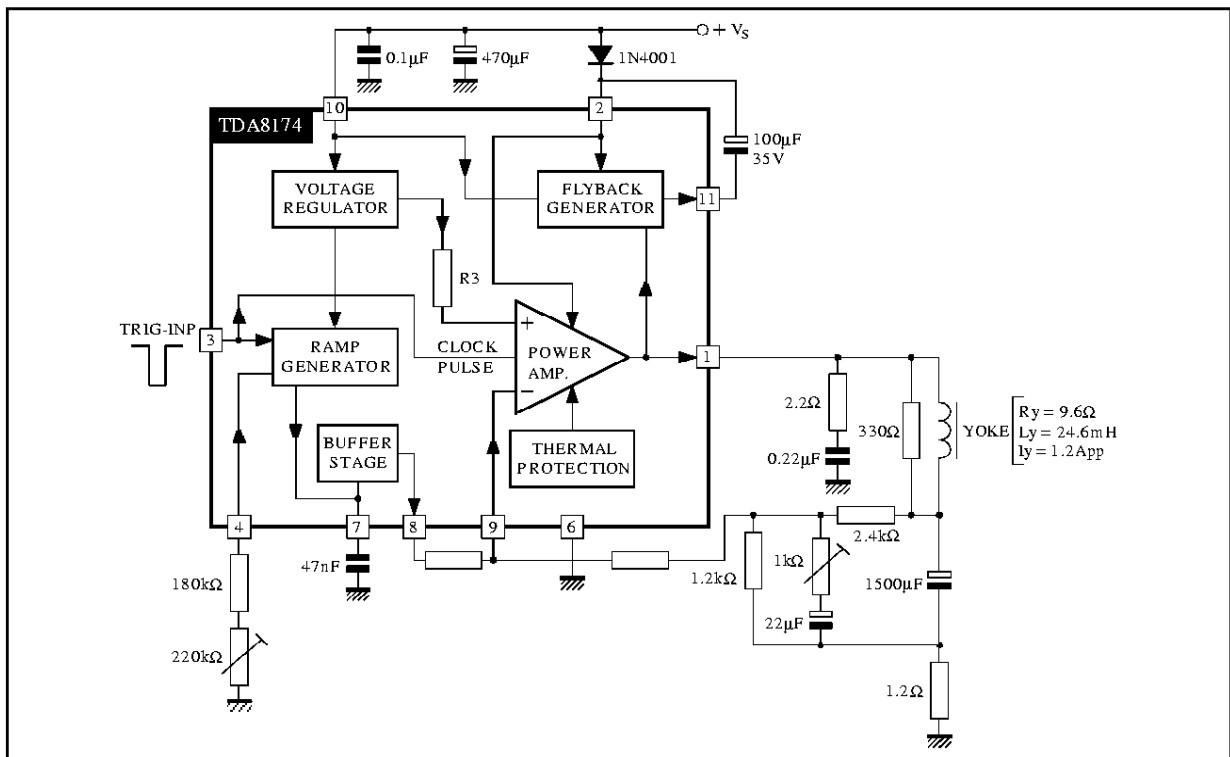 + VS
0.1µF
470µF
1N4001
10
2
TDA8174
100µF
35V
VOLTAGE
REGULATOR
FLYBACK
GENERATOR
11
R3
TRIG-INP
3
RAMP
GENERATOR
CLOCK
PULSE
+
POWER
AMP.
−
1
BUFFER
STAGE
THERMAL
PROTECTION
2.2Ω
0.22µF
330Ω
YOKE
Ry = 9.6Ω
Ly = 24.6mH
Iy = 1.2App
4
7
8
9
6
47nF
180kΩ
220kΩ
2.4kΩ
1.2kΩ
1kΩ
22µF
1500µF
1.2Ω